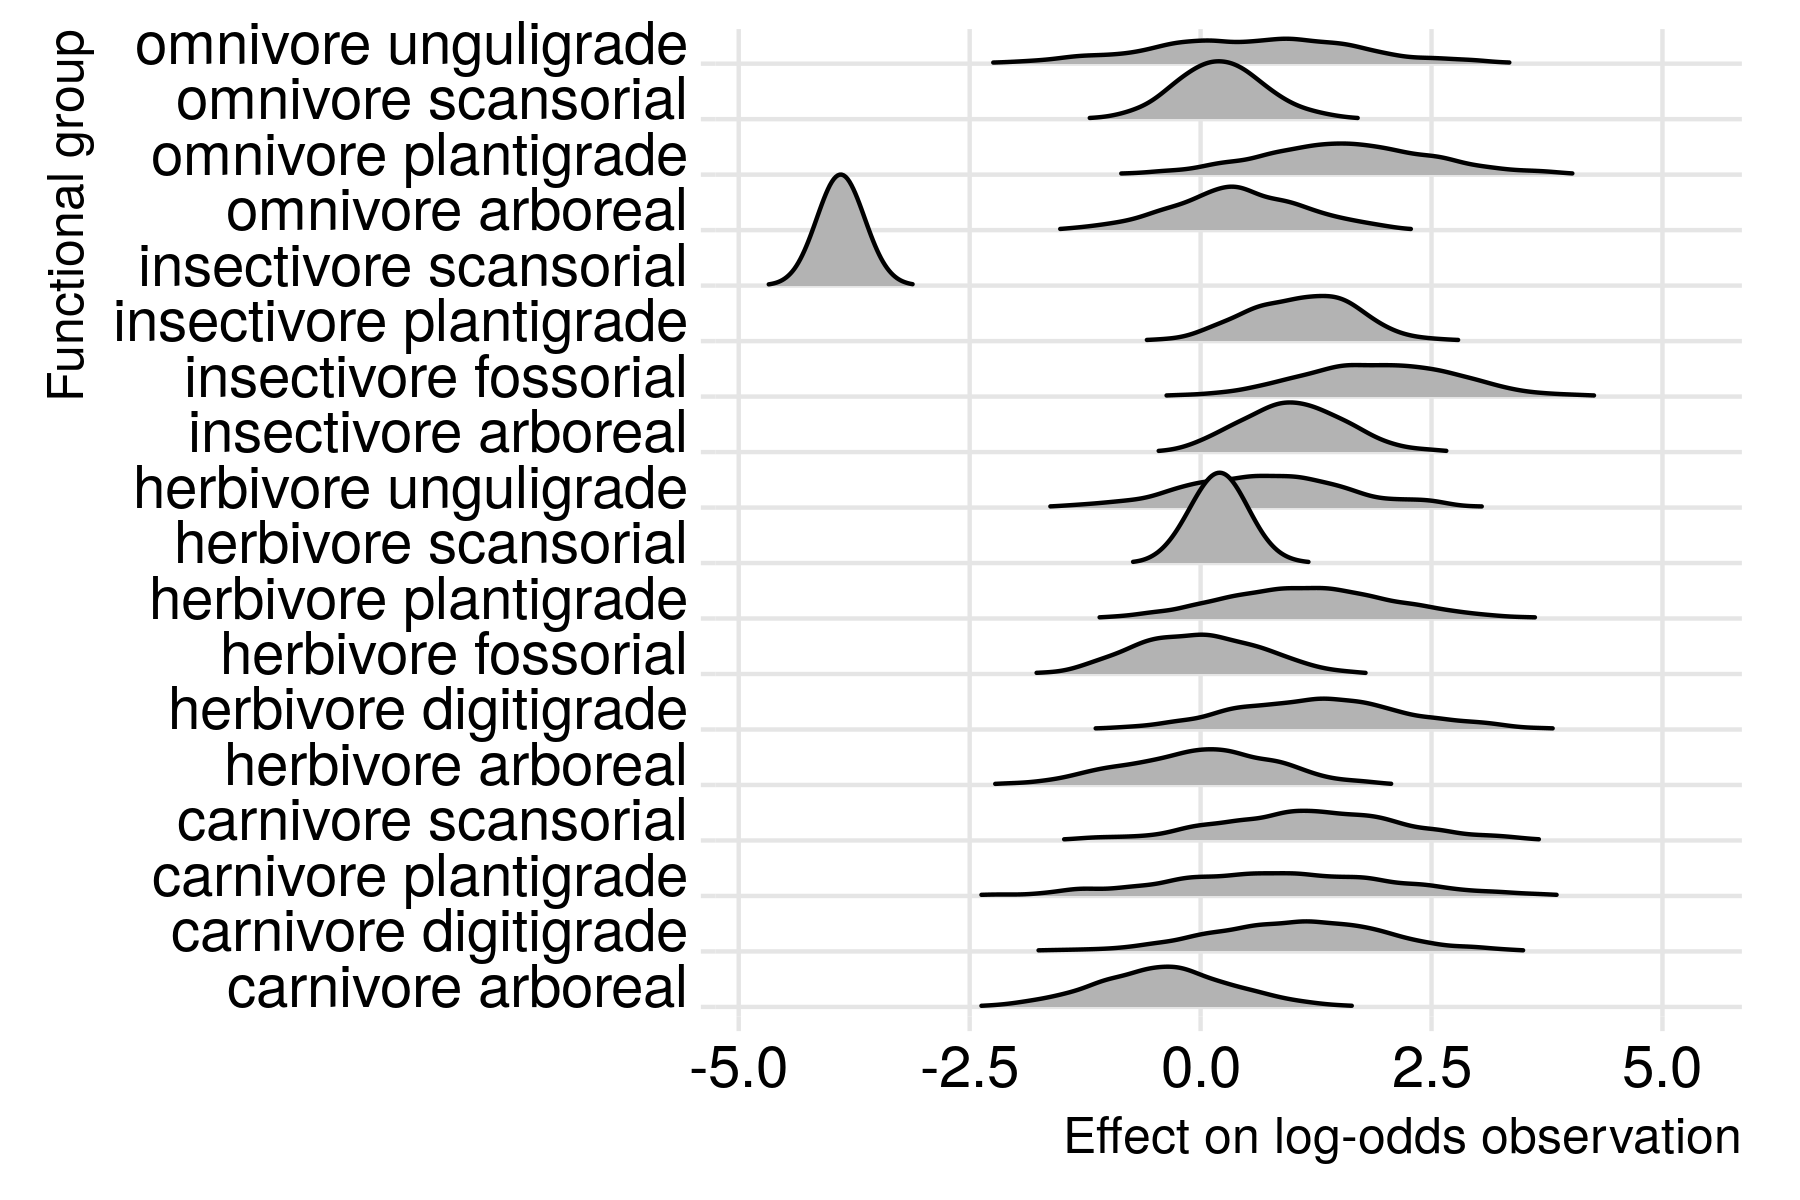 Functional group
omnivore unguligrade
omnivore scansorial
omnivore plantigrade
omnivore arboreal
insectivore scansorial
insectivore plantigrade
insectivore fossorial
insectivore arboreal
herbivore unguligrade
herbivore scansorial
herbivore plantigrade
herbivore fossorial
herbivore digitigrade
herbivore arboreal
carnivore scansorial
carnivore plantigrade
carnivore digitigrade
carnivore arboreal
-5.0 -2.5 0.0 2.5 5.0
Effect on log-odds observation